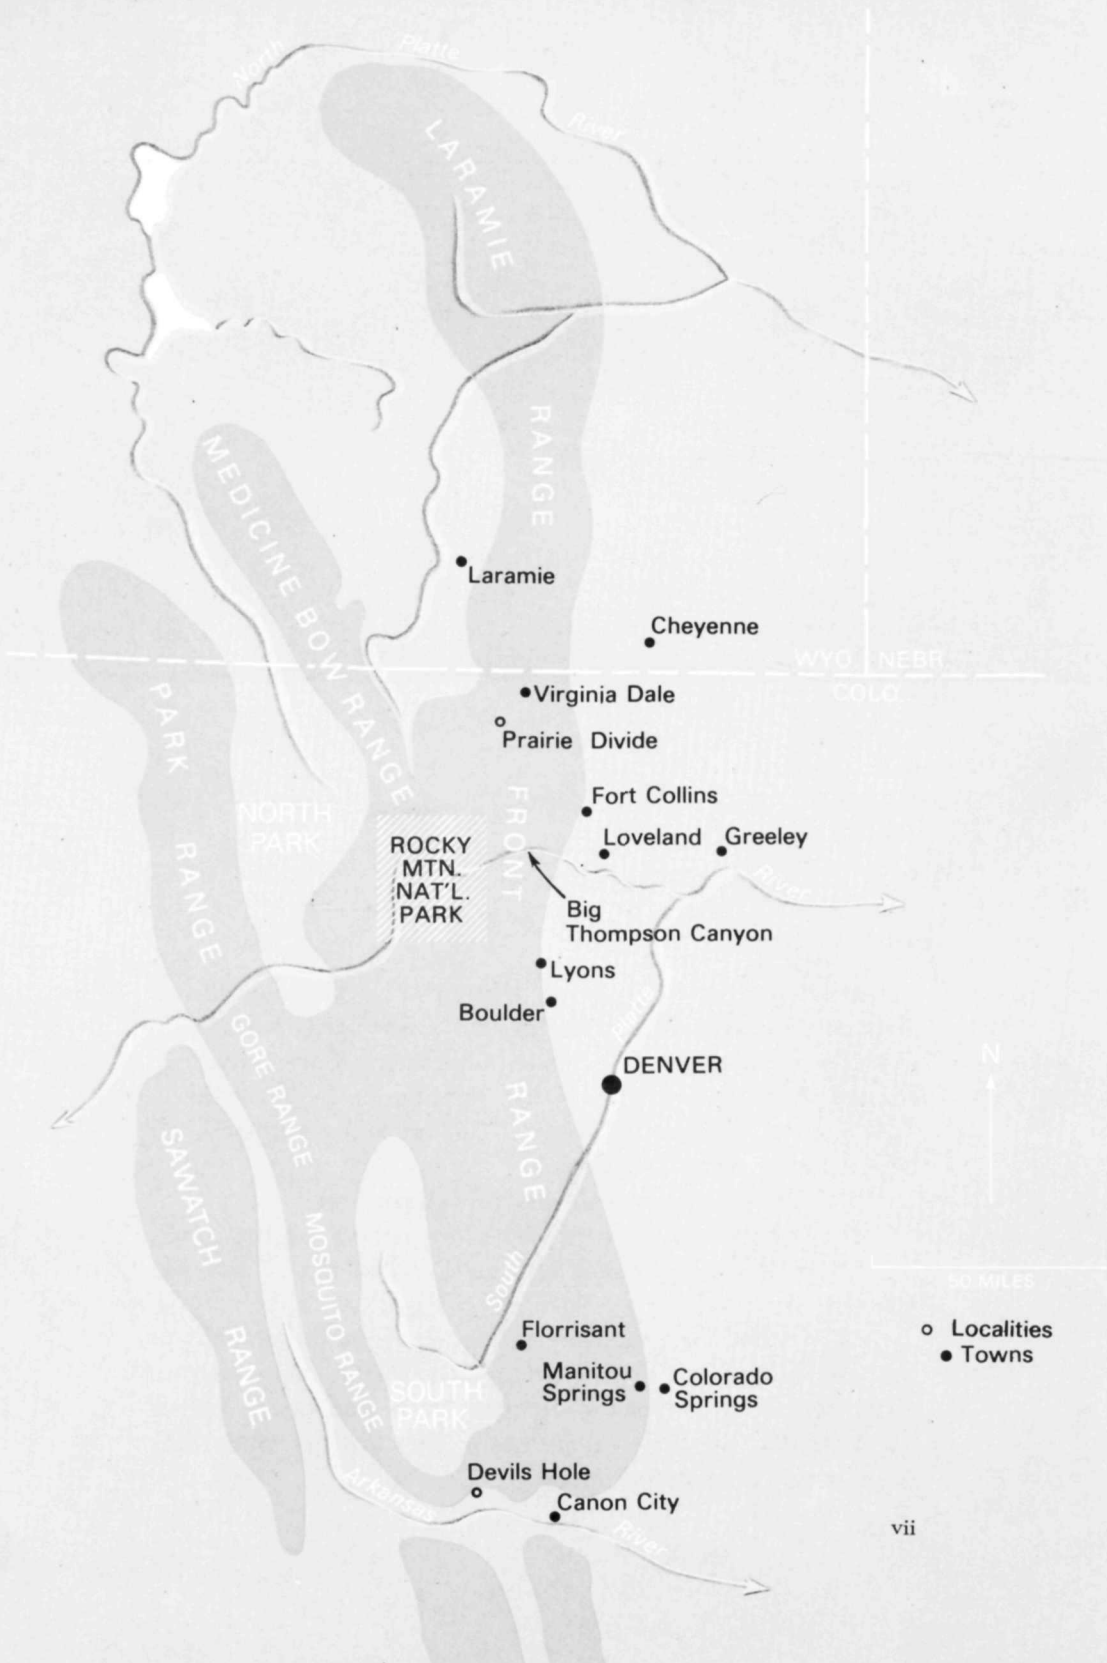 North Platte River
LARAMIE
RANGE
MEDICINE BOW RANGE
Laramie
Cheyenne
WYO. NEBR.
COLO.
Virginia Dale
Prairie Divide
PARK
RANGE
NORTH
PARK
FRONT
RANGE
Fort Collins
Loveland
Greeley
ROCKY
MTN.
NAT'L.
PARK
River
Big
Thompson Canyon
Lyons
Boulder
Platte
GORE RANGE
DENVER
N
SAWATCH
RANGE
MOSQUITO RANGE
South
50 MILES
Florrisant
Localities
Towns
Manitou
Springs
Colorado
Springs
SOUTH
PARK
Devils Hole
Canon City
Arkansas
River
vii